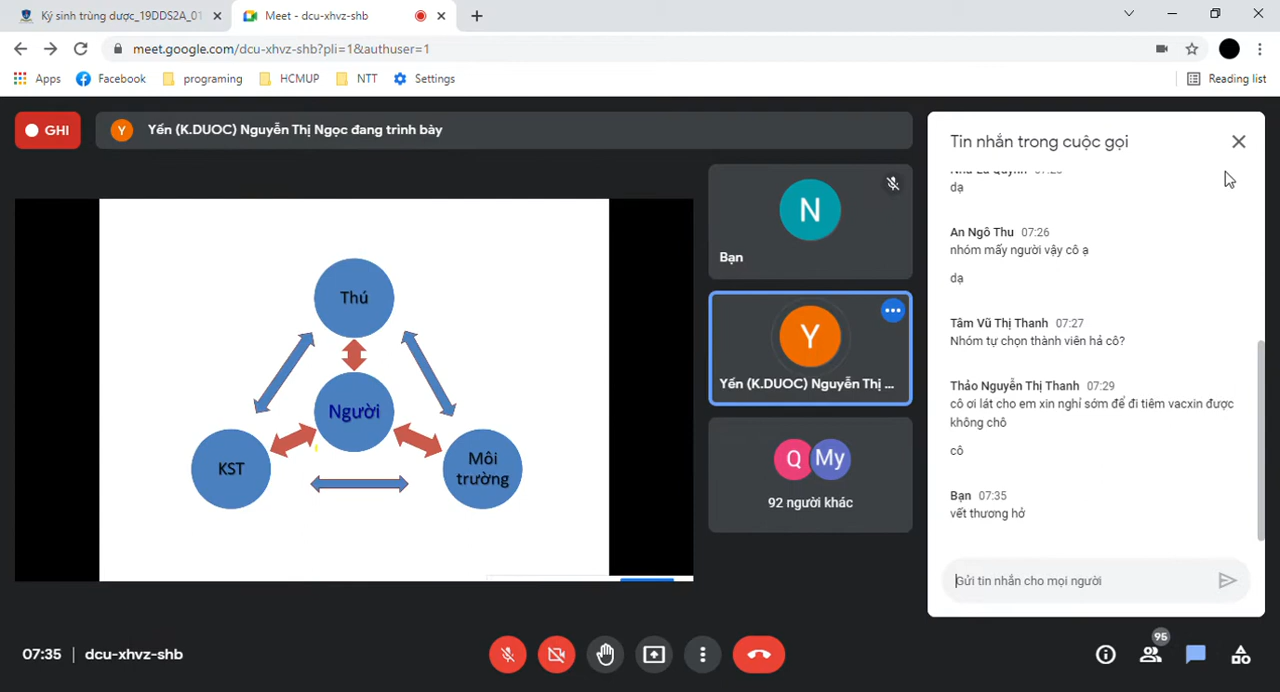 Ký sinh trùng dược_19DDS2A_01
Meet - dcu-xhvz-shb
meet.google.com/dcu-xhvz-shb?pli=1&authuser=1
Apps
Facebook
programing
HCMUP
NTT
Settings
Reading list
GHI
Y
Yến (K.DUOC) Nguyễn Thị Ngọc đang trình bày
Thú
Người
KST
Môi
trường
N
Bạn
Y
Yến (K.DUOC) Nguyễn Thị ...
Q
My
92 người khác
Tin nhắn trong cuộc gọi
dạ
An Ngô Thu 07:26
nhóm mấy người vậy cô ạ
dạ
Tâm Vũ Thị Thanh 07:27
Nhóm tự chọn thành viên hả cô?
Thảo Nguyễn Thị Thanh 07:29
cô ơi lát cho em xin nghỉ sớm để đi tiêm vacxin được
không chô
cô
Bạn 07:35
vết thương hở
Gửi tin nhắn cho mọi người
07:35 | dcu-xhvz-shb
95